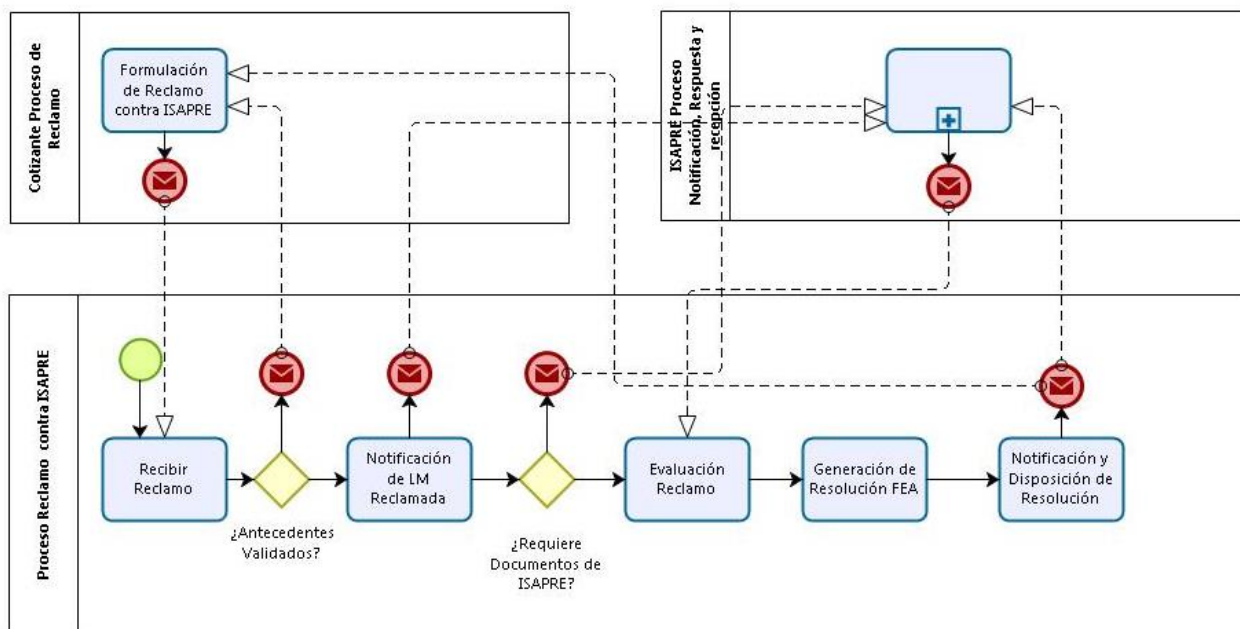 Cotizante Proceso de
Reclamo
Formulación
de Reclamo
contra ISAPRE
ISAPRE Proceso
Notificación, Respuesta y
recepción
Proceso Reclamo contra ISAPRE
Recibir
Reclamo
¿Antecedentes
Validados?
Notificación
de LM
Reclamada
¿Requiere
Documentos de
ISAPRE?
Evaluación
Reclamo
Generación de
Resolución FEA
Notificación y
Disposición de
Resolución